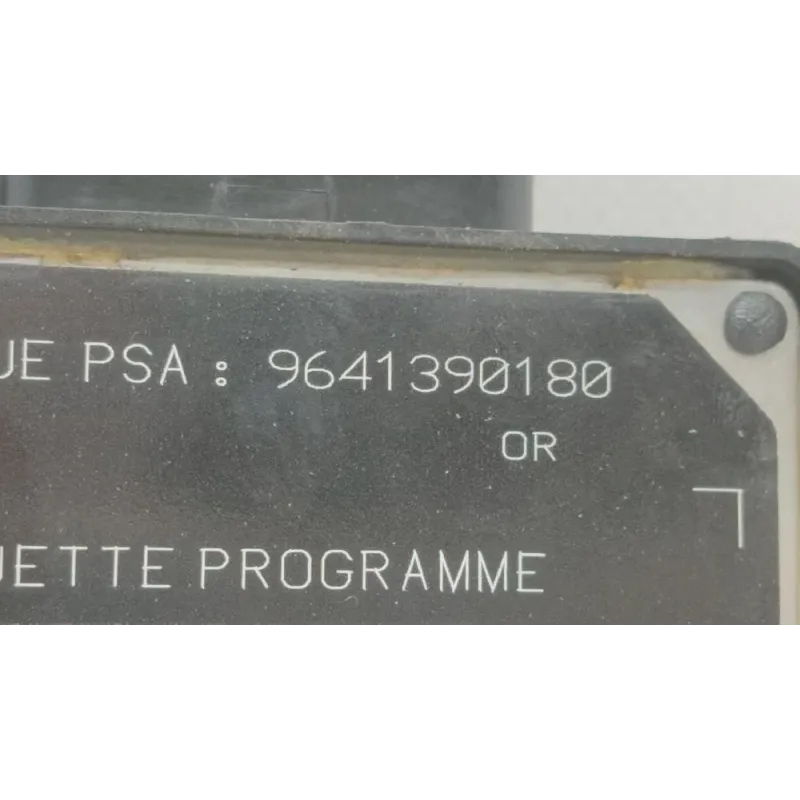 UE PSA : 9641390180
OR
UETTE PROGRAMME